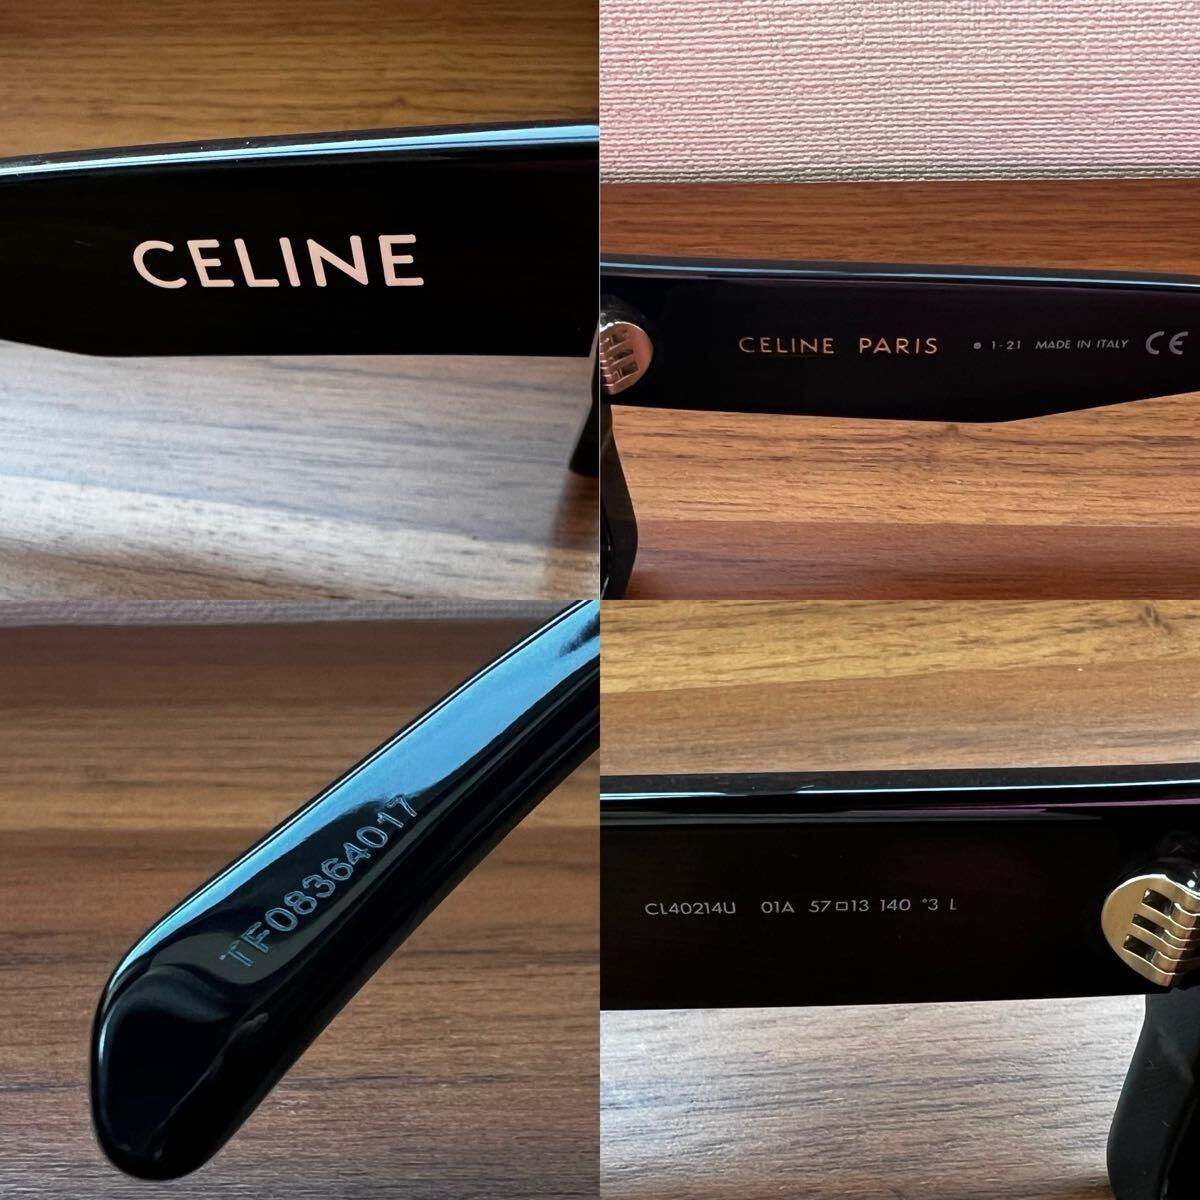 CELINE
CELINE PARIS ● 1-21 MADE IN ITALY CE
TF08364017
CL40214U 01A 57□13 140 *3 L